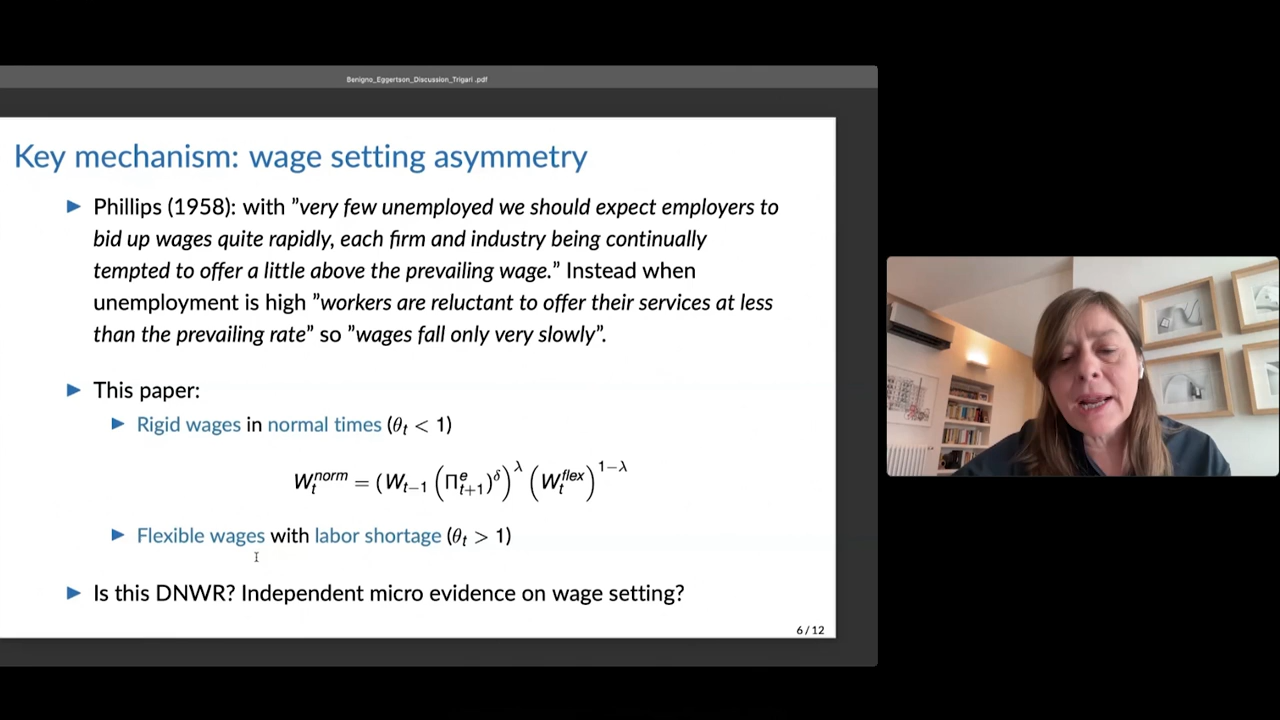 Benigno_Eggertson_Discussion_Trigari .pdf
Key mechanism: wage setting asymmetry
▶ Phillips (1958): with ”very few unemployed we should expect employers to
bid up wages quite rapidly, each firm and industry being continually
tempted to offer a little above the prevailing wage.” Instead when
unemployment is high ”workers are reluctant to offer their services at less
than the prevailing rate” so ”wages fall only very slowly”.
▶ This paper:
▶ Rigid wages in normal times (θₜ < 1)
W_t^{norm} = (W_{t−1} (Π_{t+1}^e)^δ)^λ (W_t^{flex})^{1−λ}
▶ Flexible wages with labor shortage (θₜ > 1)
▶ Is this DNWR? Independent micro evidence on wage setting?
6 / 12